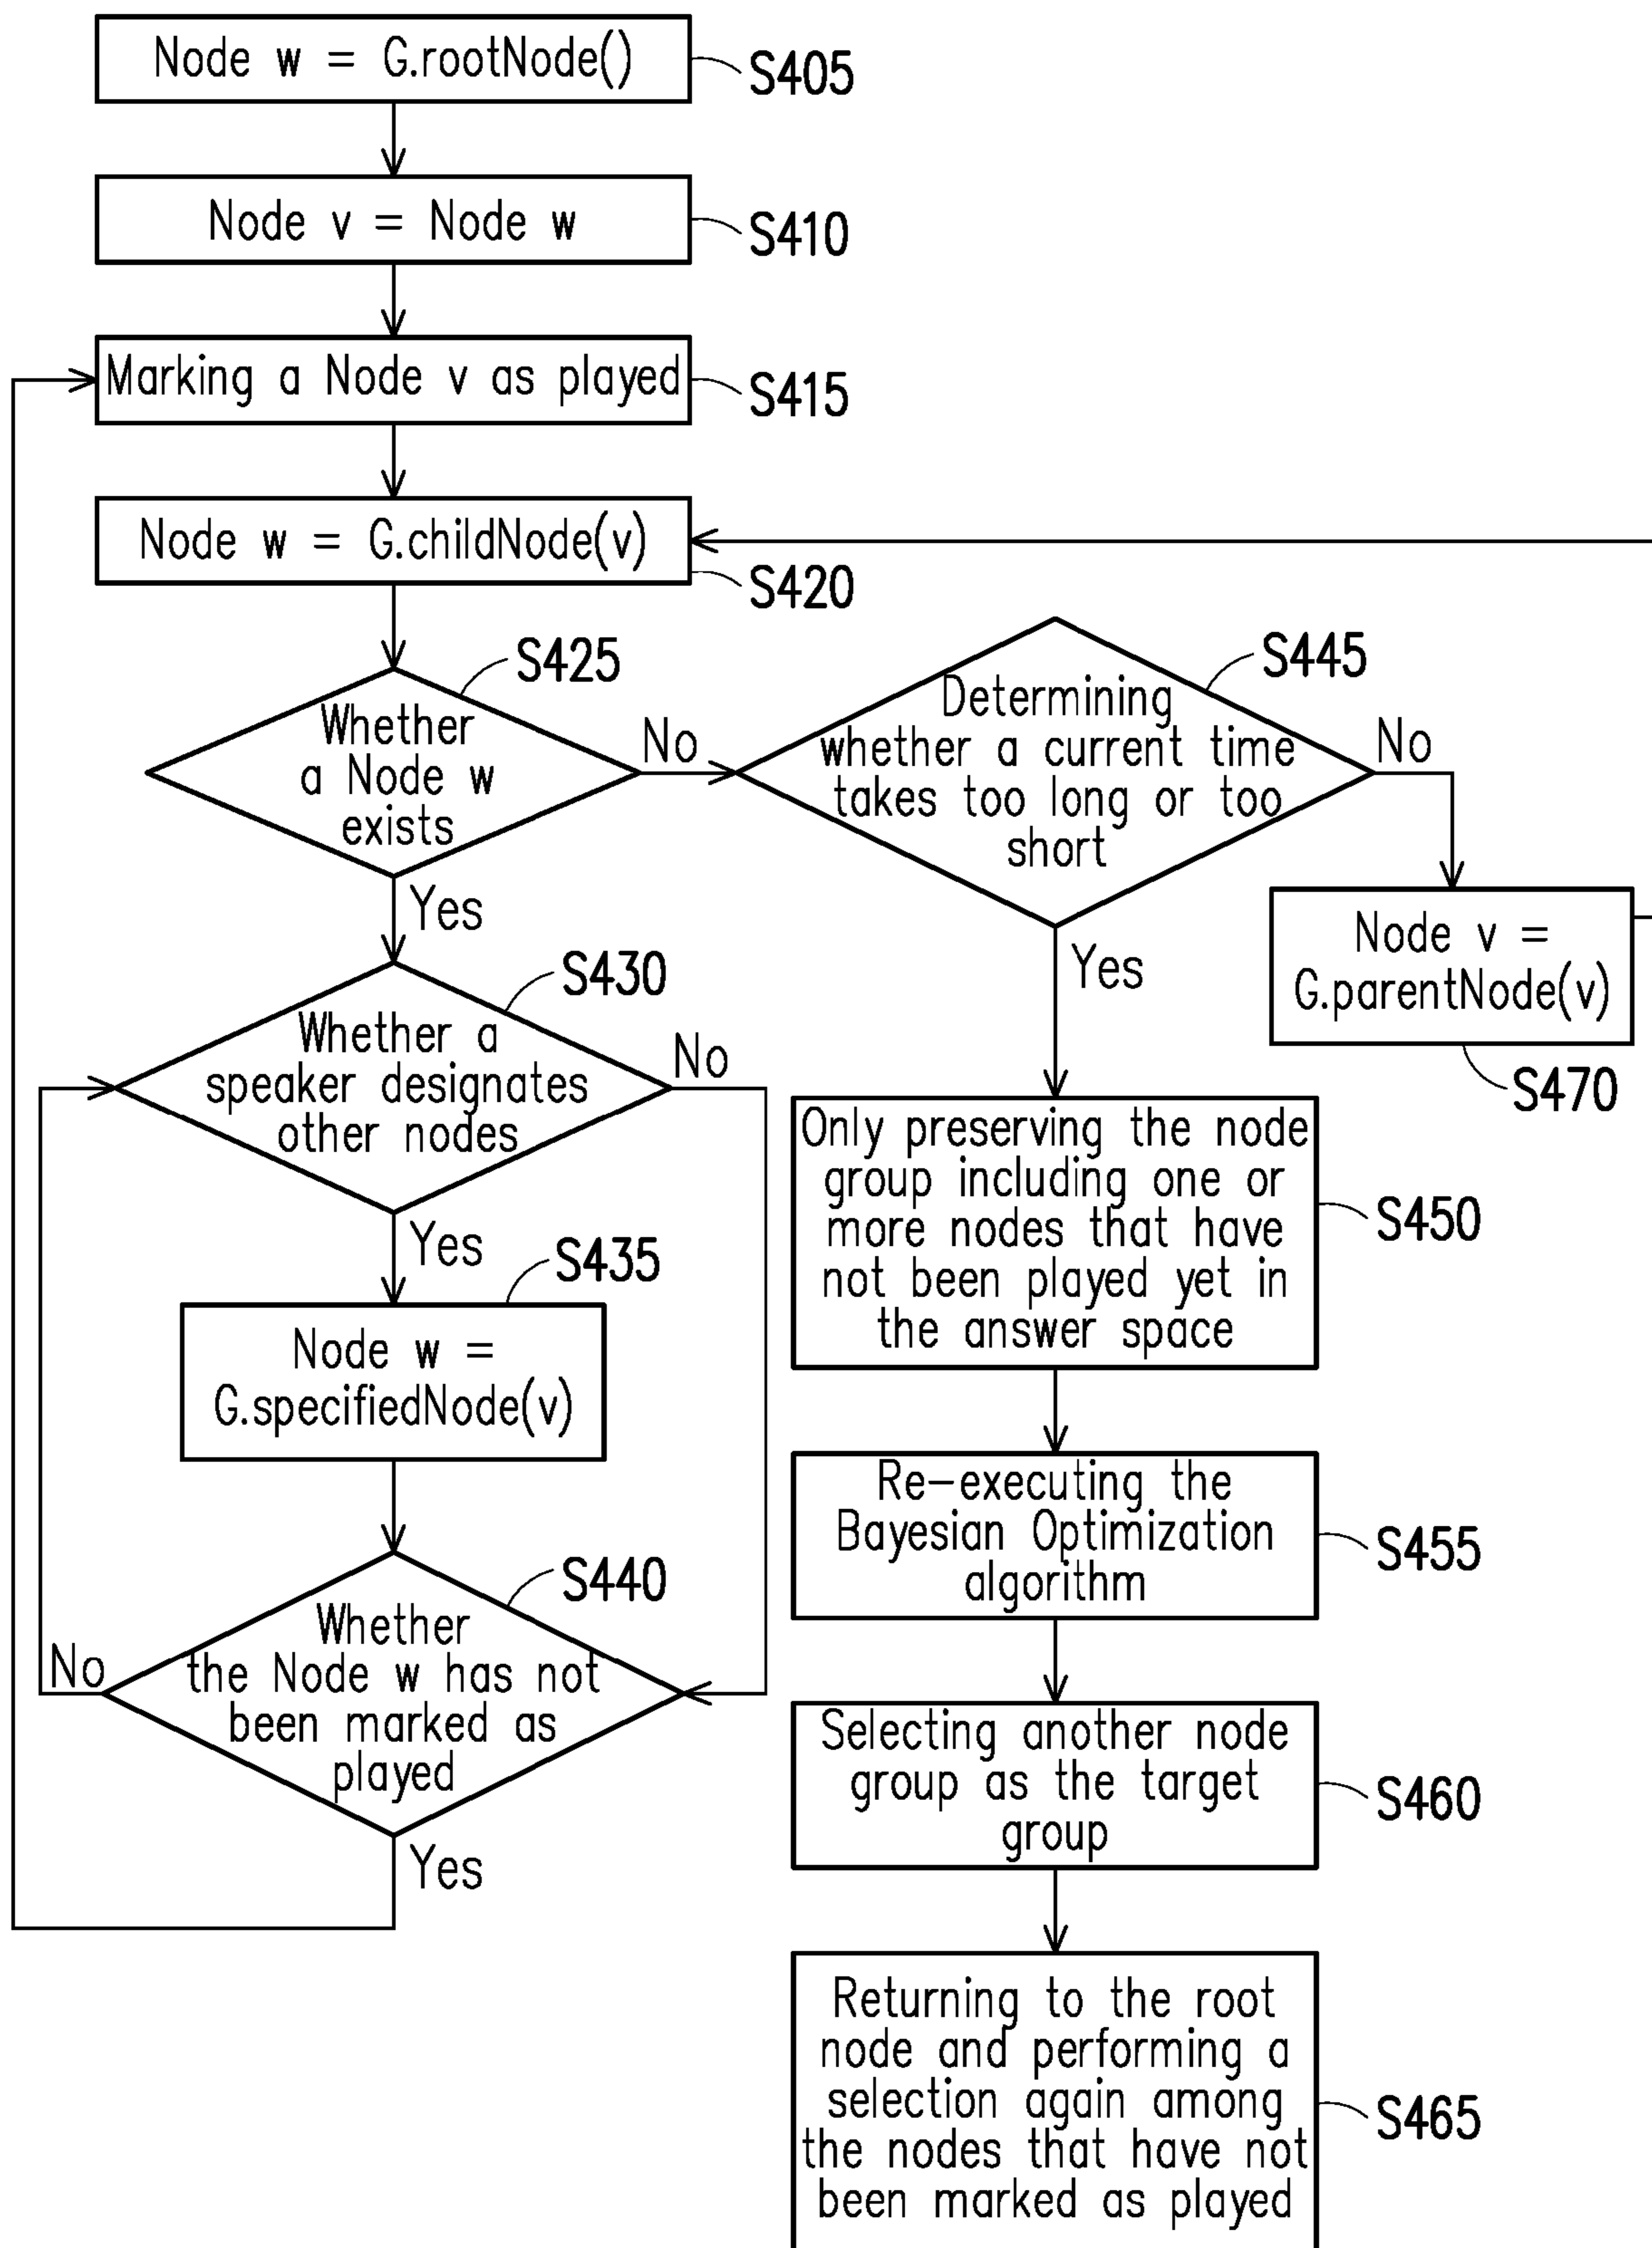 Node w = G.rootNode()
S405
Node v = Node w
S410
Marking a Node v as played
S415
Node w = G.childNode(v)
S420
S425
Whether
a Node w
exists
No
Yes
S430
Whether a
speaker designates
other nodes
No
Yes
S435
Node w =
G.specifiedNode(v)
S440
Whether
the Node w has not
been marked as
played
No
Yes
S445
Determining
whether a current time
takes too long or too
short
No
Yes
Node v =
G.parentNode(v)
S470
Only preserving the node
group including one or
more nodes that have
not been played yet in
the answer space
S450
Re-executing the
Bayesian Optimization
algorithm
S455
Selecting another node
group as the target
group
S460
Returning to the root
node and performing a
selection again among
the nodes that have not
been marked as played
S465